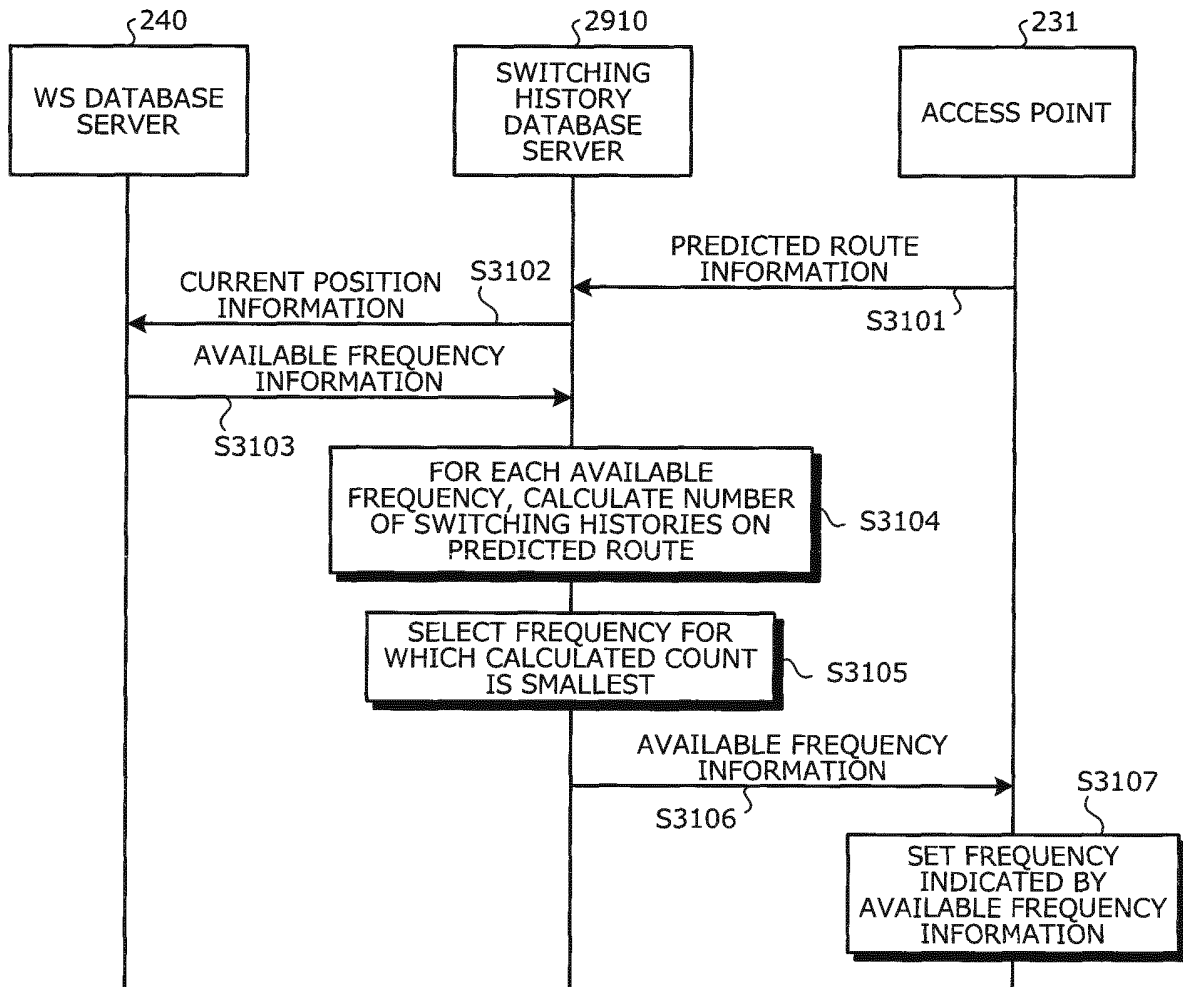 240
2910
231
WS DATABASE
SERVER
SWITCHING
HISTORY
DATABASE
SERVER
ACCESS POINT
PREDICTED ROUTE
INFORMATION
S3101
CURRENT POSITION
INFORMATION
S3102
AVAILABLE FREQUENCY
INFORMATION
S3103
FOR EACH AVAILABLE
FREQUENCY, CALCULATE NUMBER
OF SWITCHING HISTORIES ON
PREDICTED ROUTE
S3104
SELECT FREQUENCY FOR
WHICH CALCULATED COUNT
IS SMALLEST
S3105
AVAILABLE FREQUENCY
INFORMATION
S3106
S3107
SET FREQUENCY
INDICATED BY
AVAILABLE FREQUENCY
INFORMATION